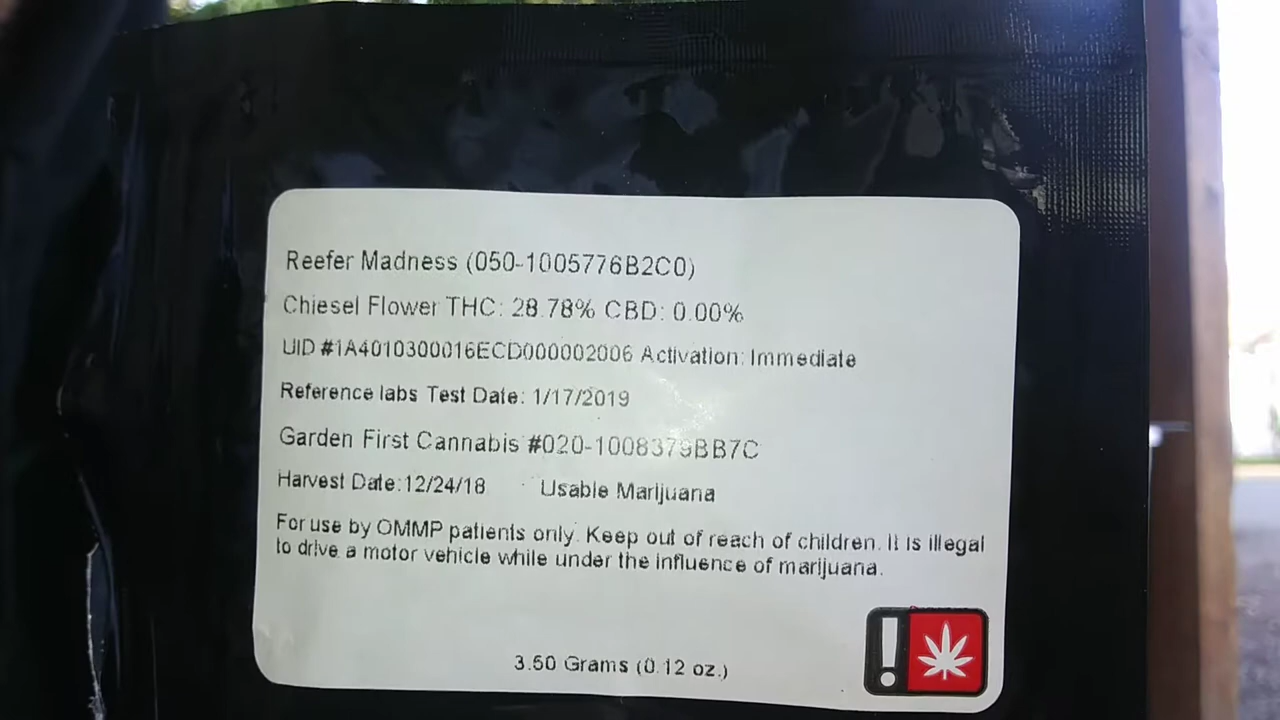 Reefer Madness (050-1005776B2C0)
Chiesel Flower THC: 28.78% CBD: 0.00%
UID #1A4010300016ECD000002006 Activation: Immediate
Reference labs Test Date: 1/17/2019
Garden First Cannabis #020-1008379BB7C
Harvest Date:12/24/18 Usable Marijuana
For use by OMMP patients only. Keep out of reach of children. It is illegal
to drive a motor vehicle while under the influence of marijuana.
3.50 Grams (0.12 oz.)